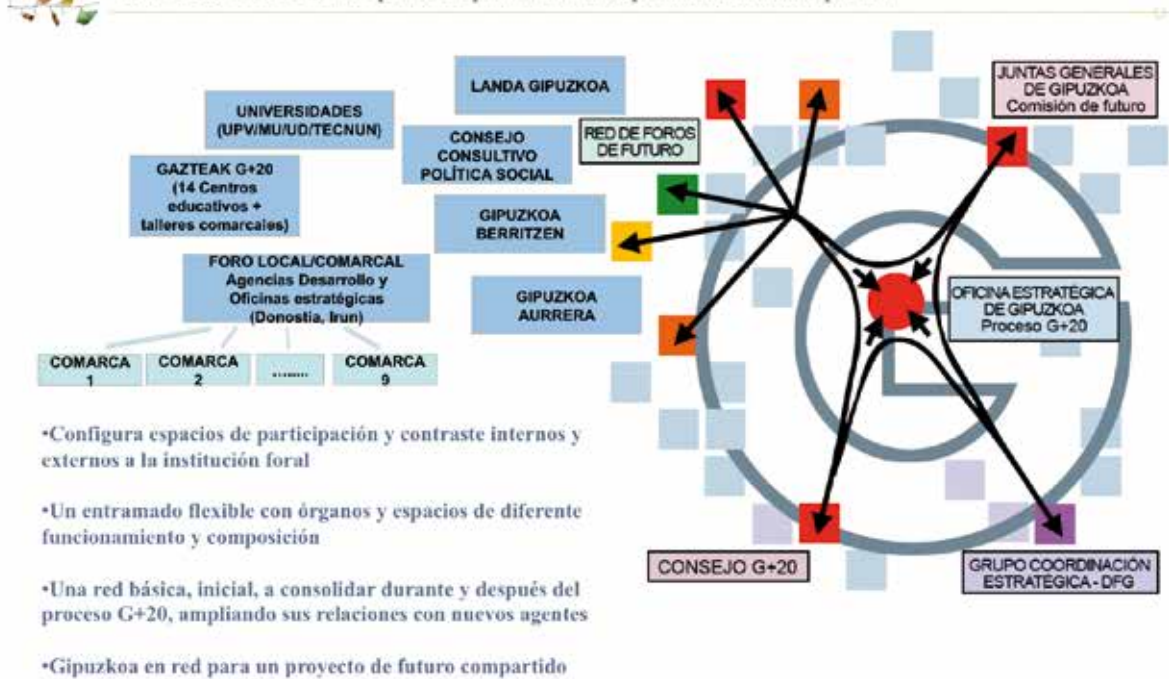 LANDA GIPUZKOA
UNIVERSIDADES
(UPV/MU/UD/TECNUN)
CONSEJO
CONSULTIVO
POLÍTICA SOCIAL
GAZTEAK G+20
(14 Centros
educativos +
talleres comarcales)
GIPUZKOA
BERRITZEN
FORO LOCAL/COMARCAL
Agencias Desarrollo y
Oficinas estratégicas
(Donostia, Irun)
GIPUZKOA
AURRERA
COMARCA
1
COMARCA
2
........
COMARCA
9
RED DE FOROS
DE FUTURO
JUNTAS GENERALES
DE GIPUZKOA
Comisión de futuro
OFICINA ESTRATÉGICA
DE GIPUZKOA
Proceso G+20
CONSEJO G+20
GRUPO COORDINACIÓN
ESTRATEGICA - DFG
•Configura espacios de participación y contraste internos y
externos a la institución foral
•Un entramado flexible con órganos y espacios de diferente
funcionamiento y composición
•Una red básica, inicial, a consolidar durante y después del
proceso G+20, ampliando sus relaciones con nuevos agentes
•Gipuzkoa en red para un proyecto de futuro compartido